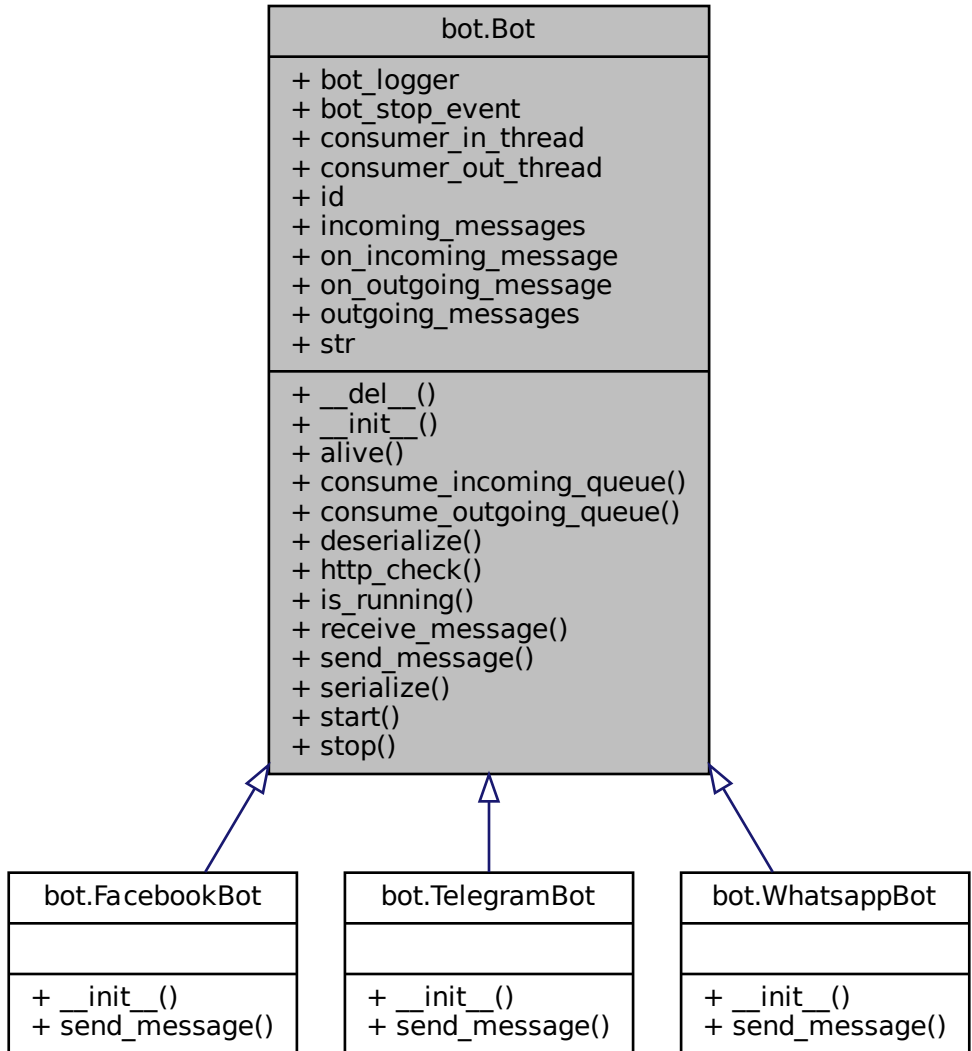 bot.Bot
+ bot_logger
+ bot_stop_event
+ consumer_in_thread
+ consumer_out_thread
+ id
+ incoming_messages
+ on_incoming_message
+ on_outgoing_message
+ outgoing_messages
+ str
+ __del__()
+ __init__()
+ alive()
+ consume_incoming_queue()
+ consume_outgoing_queue()
+ deserialize()
+ http_check()
+ is_running()
+ receive_message()
+ send_message()
+ serialize()
+ start()
+ stop()
bot.FacebookBot
+ __init__()
+ send_message()
bot.TelegramBot
+ __init__()
+ send_message()
bot.WhatsappBot
+ __init__()
+ send_message()